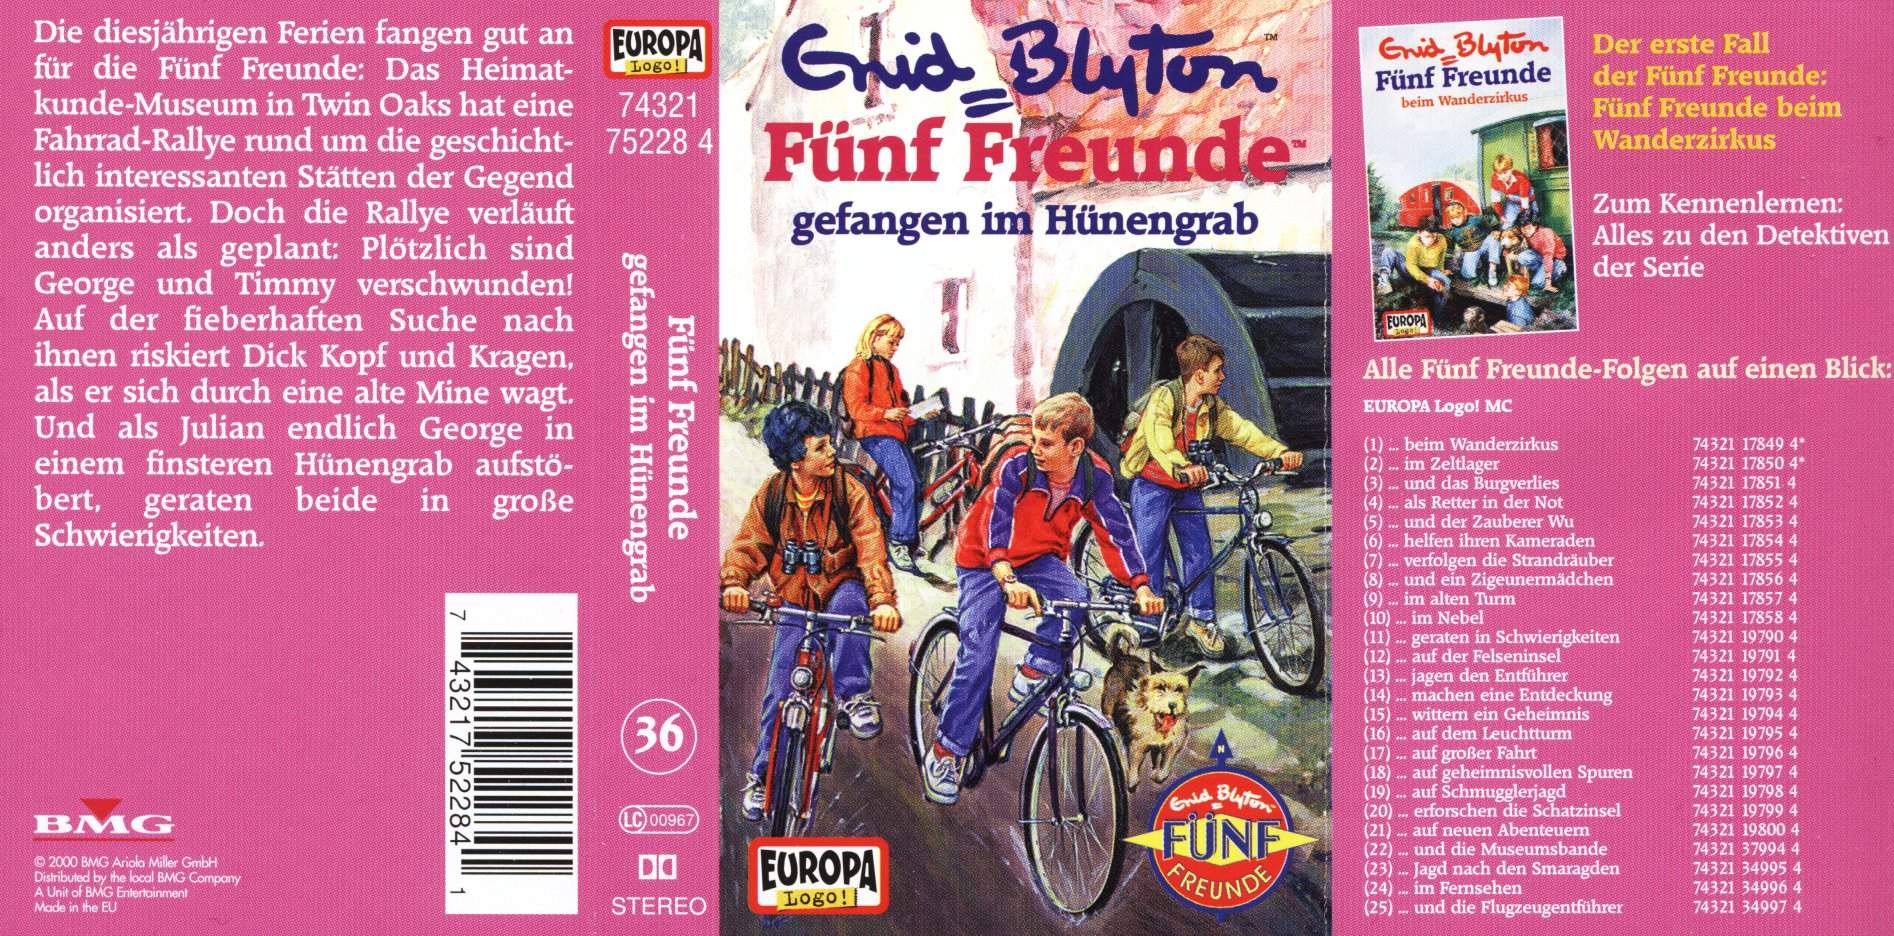 Die diesjährigen Ferien fangen gut an
für die Fünf Freunde: Das Heimat-
kunde-Museum in Twin Oaks hat eine
Fahrrad-Rallye rund um die geschicht-
lich interessanten Stätten der Gegend
organisiert. Doch die Rallye verläuft
anders als geplant: Plötzlich sind
George und Timmy verschwunden!
Auf der fieberhaften Suche nach
ihnen riskiert Dick Kopf und Kragen,
als er sich durch eine alte Mine wagt.
Und als Julian endlich George in
einem finsteren Hünengrab aufstö-
bert, geraten beide in große
Schwierigkeiten.
BMG
© 2000 BMG Ariola Miller GmbH
Distributed by the local BMG Company
A Unit of BMG Entertainment
Made in the EU
7 43217 52284 1
EUROPA
Logo!
74321
75228 4
Fünf Freunde
gefangen im Hünengrab
36
LC 00967
STEREO
Enid Blyton™
Fünf Freunde™
gefangen im Hünengrab
EUROPA
Logo!
N
Enid Blyton
FÜNF
FREUNDE
Enid Blyton
Fünf Freunde
beim Wanderzirkus
EUROPA
Logo!
Der erste Fall
der Fünf Freunde:
Fünf Freunde beim
Wanderzirkus
Zum Kennenlernen:
Alles zu den Detektiven
der Serie
Alle Fünf Freunde-Folgen auf einen Blick:
EUROPA Logo! MC
(1) ... beim Wanderzirkus 74321 17849 4*
(2) ... im Zeltlager 74321 17850 4*
(3) ... und das Burgverlies 74321 17851 4
(4) ... als Retter in der Not 74321 17852 4
(5) ... und der Zauberer Wu 74321 17853 4
(6) ... helfen ihren Kameraden 74321 17854 4
(7) ... verfolgen die Strandräuber 74321 17855 4
(8) ... und ein Zigeunermädchen 74321 17856 4
(9) ... im alten Turm 74321 17857 4
(10) ... im Nebel 74321 17858 4
(11) ... geraten in Schwierigkeiten 74321 19790 4
(12) ... auf der Felseninsel 74321 19791 4
(13) ... jagen den Entführer 74321 19792 4
(14) ... machen eine Entdeckung 74321 19793 4
(15) ... wittern ein Geheimnis 74321 19794 4
(16) ... auf dem Leuchtturm 74321 19795 4
(17) ... auf großer Fahrt 74321 19796 4
(18) ... auf geheimnisvollen Spuren 74321 19797 4
(19) ... auf Schmugglerjagd 74321 19798 4
(20) ... erforschen die Schatzinsel 74321 19799 4
(21) ... auf neuen Abenteuern 74321 19800 4
(22) ... und die Museumsbande 74321 37994 4
(23) ... Jagd nach den Smaragden 74321 34995 4
(24) ... im Fernsehen 74321 34996 4
(25) ... und die Flugzeugentführer 74321 34997 4